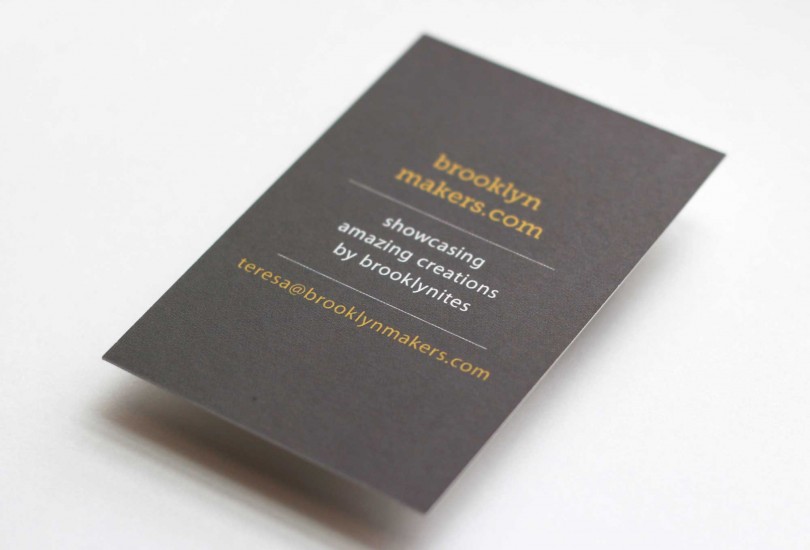 brooklyn
makers.com
showcasing
amazing creations
by brooklynites
teresa@brooklynmakers.com